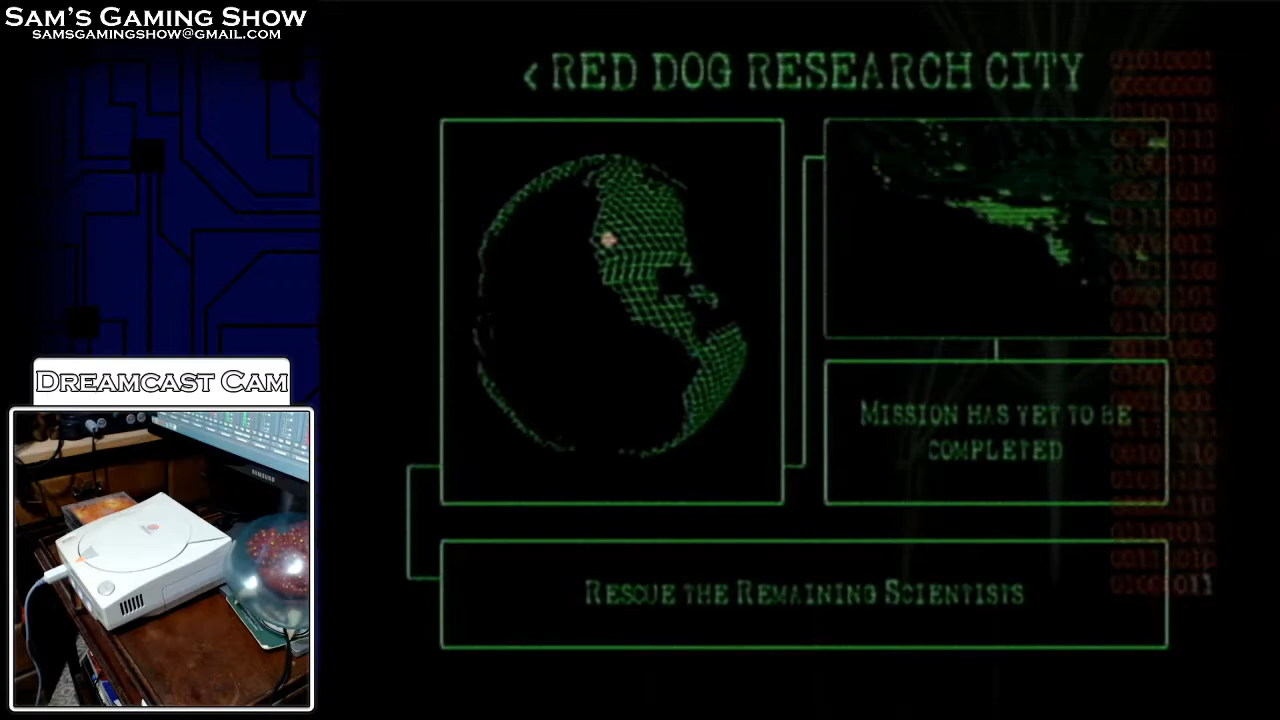 SAM'S GAMING SHOW
SAMSGAMINGSHOW@GMAIL.COM
< RED DOG RESEARCH CITY
MISSION HAS YET TO BE
COMPLETED
DREAMCAST CAM
SAMSUNG
RESCUE THE REMAINING SCIENTISTS